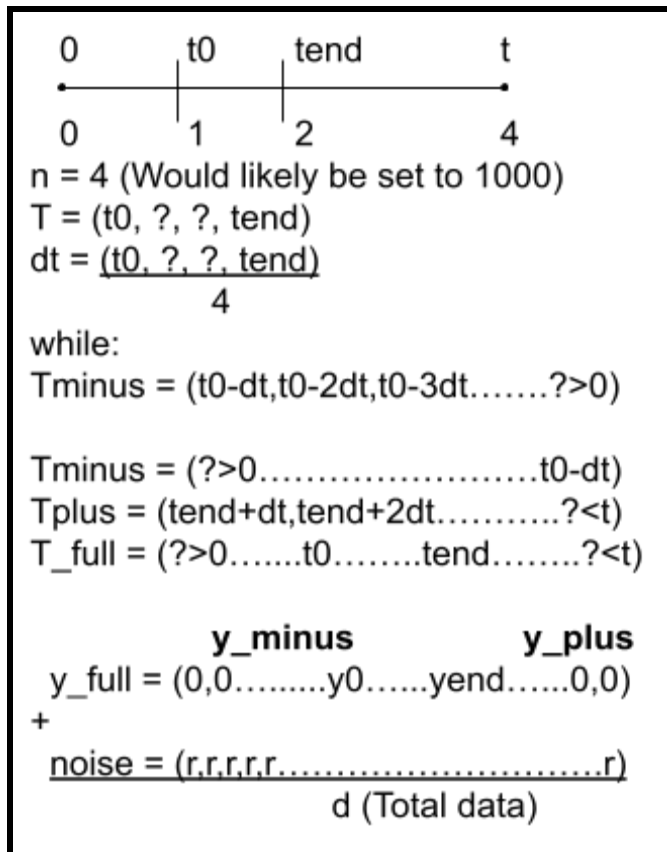 0 t0 tend t
0 1 2 4
n = 4 (Would likely be set to 1000)
T = (t0, ?, ?, tend)
dt = (t0, ?, ?, tend)
4
while:
Tminus = (t0-dt,t0-2dt,t0-3dt.......?>0)
Tminus = (?>0..........................t0-dt)
Tplus = (tend+dt,tend+2dt............?<t)
T_full = (?>0.......t0........tend........?<t)
y_minus y_plus
y_full = (0,0.........y0......yend......0,0)
+
noise = (r,r,r,r,r..............................r)
d (Total data)